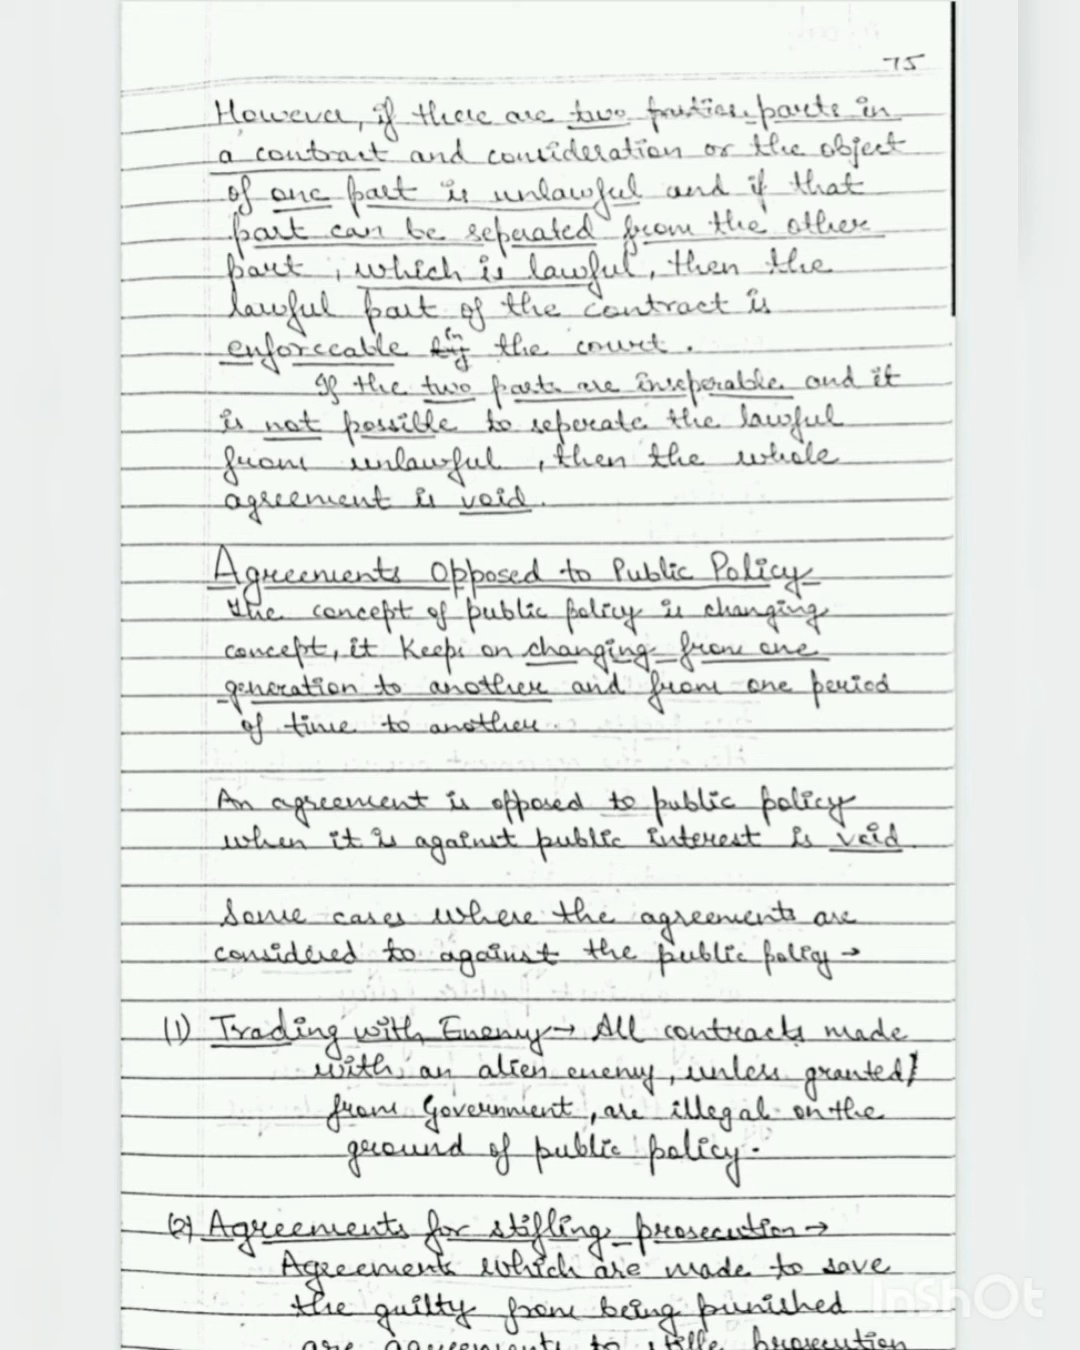 75
However, if there are two parties parts in
a contract and consideration or the object
of one part is unlawful and if that
part can be seperated from the other
part, which is lawful, then the
lawful part of the contract is
enforceable by in the court.
If the two parts are inseperable and it
is not possible to seperate the lawful
from unlawful, then the whole
agreement is void.
Agreements Opposed to Public Policy-
The concept of public policy is changing
concept, it keeps on changing from one
generation to another and from one period
of time to another.
An agreement is opposed to public policy
when it is against public interest is void.
Some cases where the agreements are
considered to against the public policy →
(1) Trading with Enemy → All contracts made
with an alien enemy, unless granted
from Government, are illegal on the
ground of public policy.
(2) Agreements for stifling prosecution →
Agreements which are made to save
the guilty from being punished
are agreements to stifle prosecution
InShOt